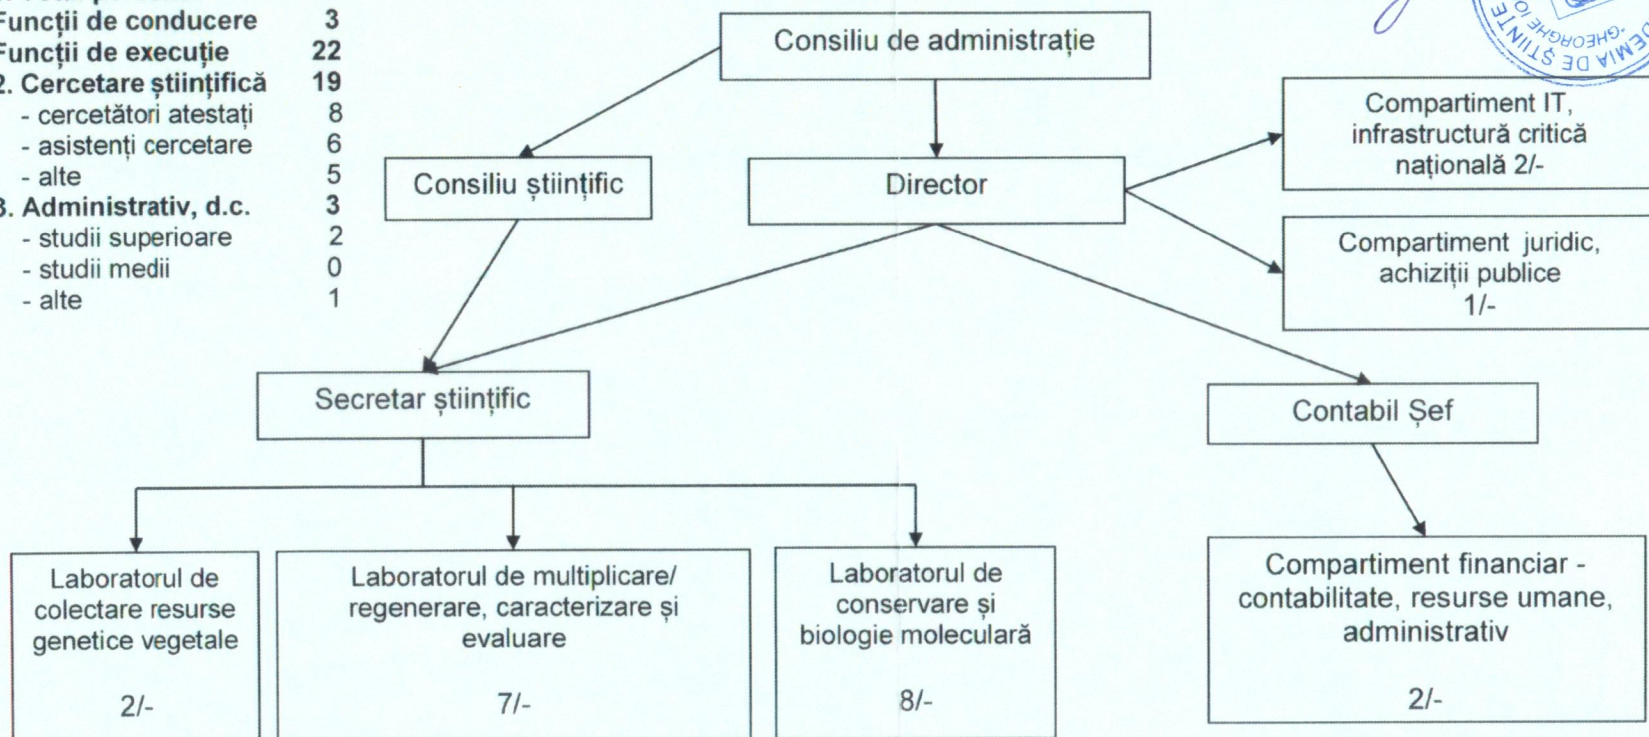 Funcții de conducere 3
Funcții de execuție 22
2. Cercetare științifică 19
- cercetători atestați 8
- asistenți cercetare 6
- alte 5
3. Administrativ, d.c. 3
- studii superioare 2
- studii medii 0
- alte 1
Consiliu de administrație
Consiliu științific
Director
Compartiment IT,
infrastructură critică
națională 2/-
Compartiment juridic,
achiziții publice
1/-
Secretar științific
Contabil Șef
Laboratorul de
colectare resurse
genetice vegetale
2/-
Laboratorul de multiplicare/
regenerare, caracterizare și
evaluare
7/-
Laboratorul de
conservare și
biologie moleculară
8/-
Compartiment financiar -
contabilitate, resurse umane,
administrativ
2/-
DE ȘTIINȚE
GHEORGHE